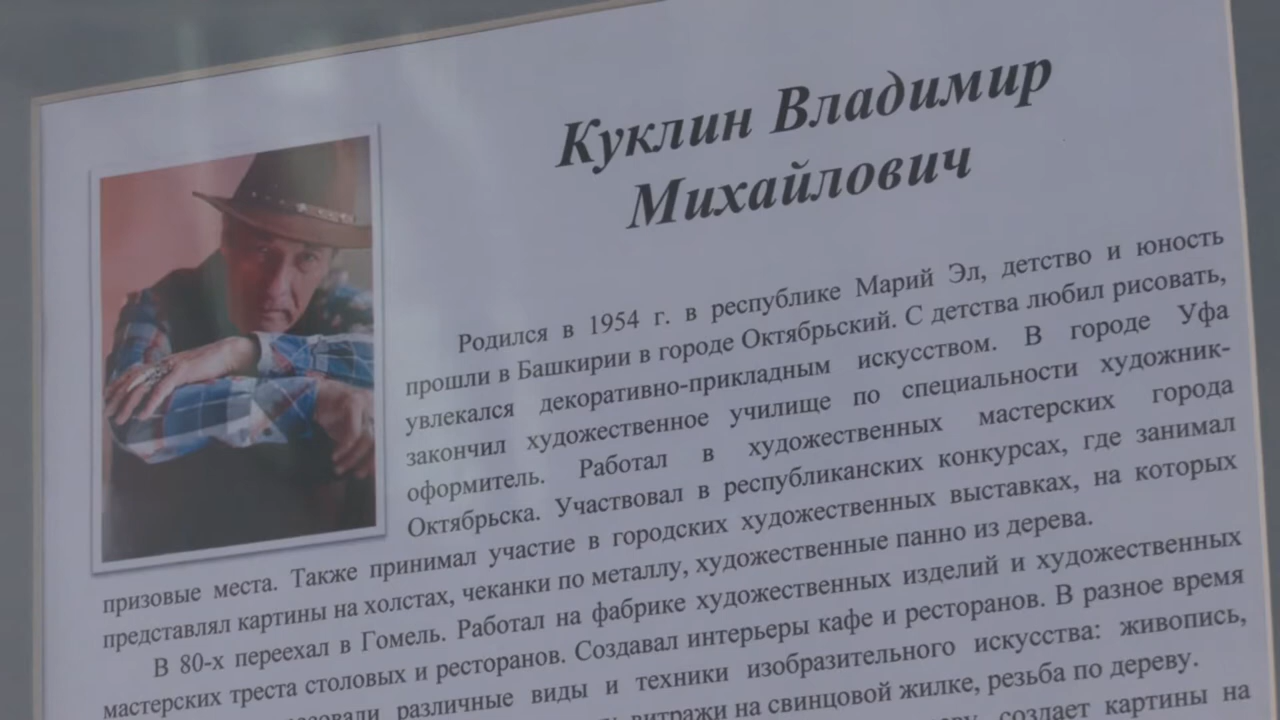 Куклин Владимир
Михайлович
Родился в 1954 г. в республике Марий Эл, детство и юность
прошли в Башкирии в городе Октябрьский. С детства любил рисовать,
увлекался декоративно-прикладным искусством. В городе Уфа
закончил художественное училище по специальности художник-
оформитель. Работал в художественных мастерских города
Октябрьска. Участвовал в республиканских конкурсах, где занимал
призовые места. Также принимал участие в городских художественных выставках, на которых
представлял картины на холстах, чеканки по металлу, художественные панно из дерева.
В 80-х переехал в Гомель. Работал на фабрике художественных изделий и художественных
мастерских треста столовых и ресторанов. Создавал интерьеры кафе и ресторанов. В разное время
различные виды и техники изобразительного искусства: живопись,
витражи на свинцовой жилке, резьба по дереву.
создает картины на